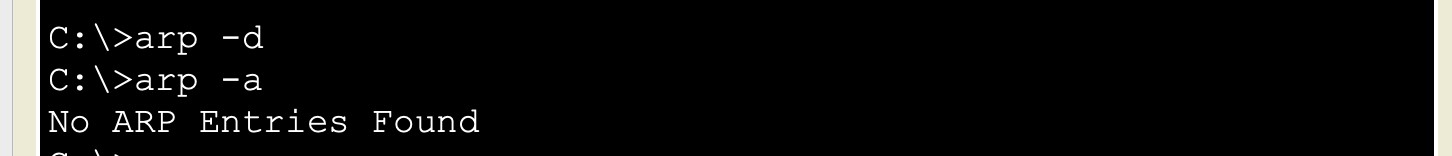 C:\>arp -d
C:\>arp -a
No ARP Entries Found
C:\>